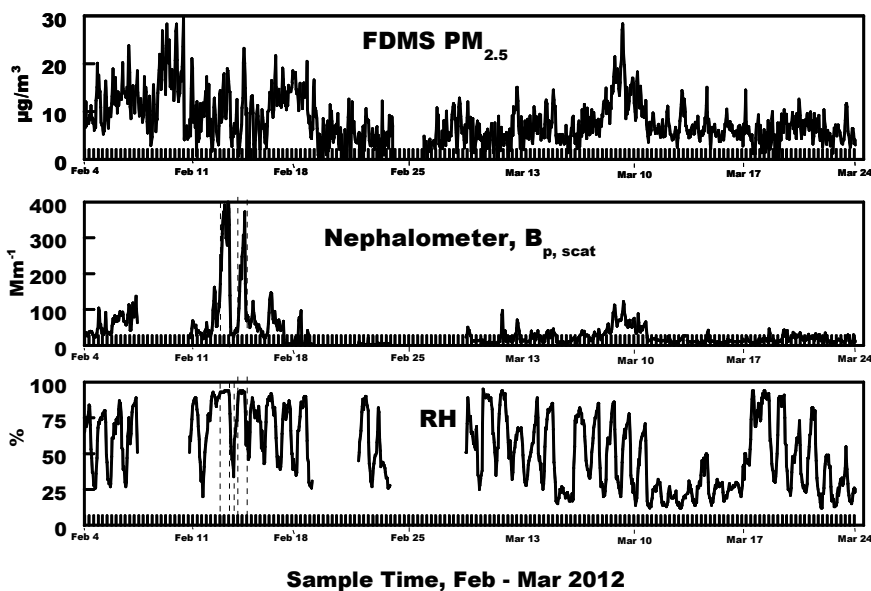 FDMS PM2.5
30
20
10
0
µg/m³
Feb 4 Feb 11 Feb 18 Feb 25 Mar 13 Mar 10 Mar 17 Mar 24
Nephalometer, Bp, scat
400
300
200
100
0
Mm-1
Feb 4 Feb 11 Feb 18 Feb 25 Mar 13 Mar 10 Mar 17 Mar 24
RH
100
75
50
25
0
%
Feb 4 Feb 11 Feb 18 Feb 25 Mar 13 Mar 10 Mar 17 Mar 24
Sample Time, Feb - Mar 2012